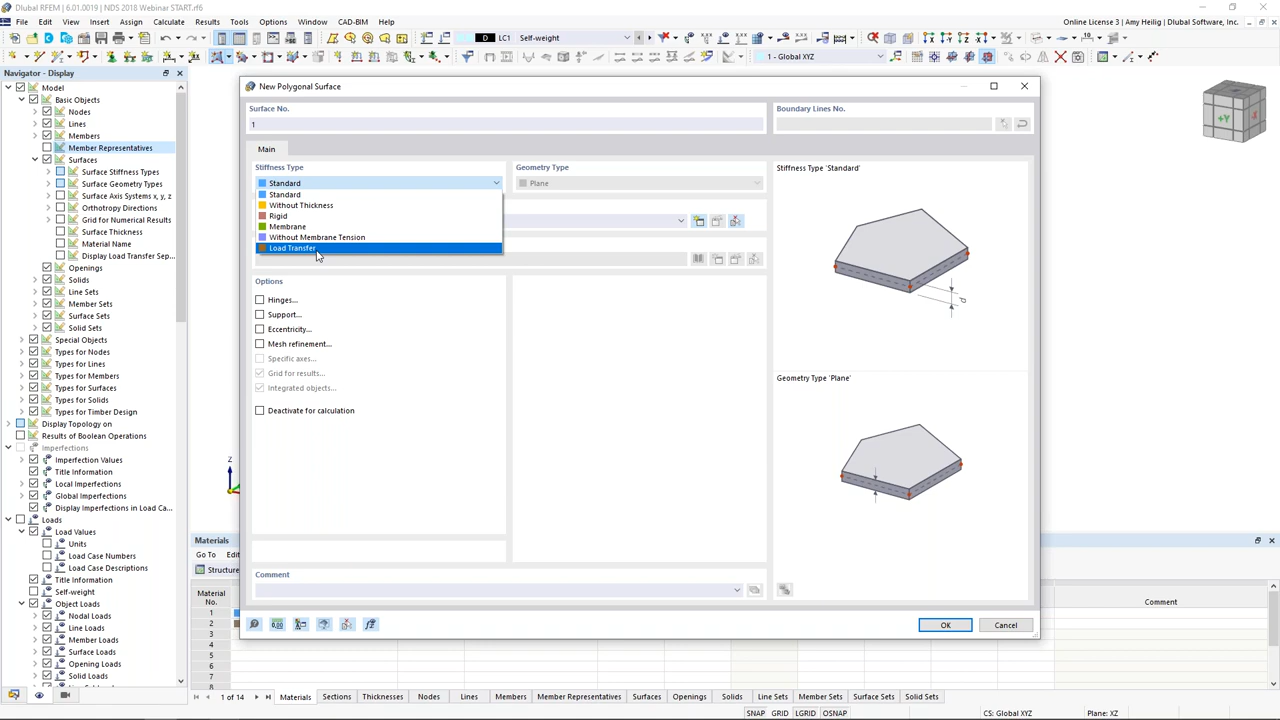 Dlubal RFEM | 6.01.0019 | NDS 2018 Webinar START.rf6
File Edit View Insert Assign Calculate Results Tools Options Window CAD-BIM Help
Online License 3 | Amy Heilig | Dlubal Software, Inc.
D LC1 Self-weight
1 - Global XYZ
Navigator - Display
Model
Basic Objects
Nodes
Lines
Members
Member Representatives
Surfaces
Surface Stiffness Types
Surface Geometry Types
Surface Axis Systems x, y, z
Orthotropy Directions
Grid for Numerical Results
Surface Thickness
Material Name
Display Load Transfer Sep...
Openings
Solids
Line Sets
Member Sets
Surface Sets
Solid Sets
Special Objects
Types for Nodes
Types for Lines
Types for Members
Types for Surfaces
Types for Solids
Types for Timber Design
Display Topology on
Results of Boolean Operations
Imperfections
Imperfection Values
Title Information
Local Imperfections
Global Imperfections
Display Imperfections in Load Ca...
Loads
Load Values
Units
Load Case Numbers
Load Case Descriptions
Title Information
Self-weight
Object Loads
Nodal Loads
Line Loads
Member Loads
Surface Loads
Opening Loads
Solid Loads
New Polygonal Surface
Surface No.
1
Boundary Lines No.
Main
Stiffness Type
Standard
Standard
Without Thickness
Rigid
Membrane
Without Membrane Tension
Load Transfer
Geometry Type
Plane
Options
Hinges...
Support...
Eccentricity...
Mesh refinement...
Specific axes...
Grid for results...
Integrated objects...
Deactivate for calculation
Comment
Stiffness Type 'Standard'
d
Geometry Type 'Plane'
OK Cancel
+Y X
Z
Materials
Go To Edit
Structure
Material No.
Comment
1
2
3
4
5
6
7
1 of 14
Materials Sections Thicknesses Nodes Lines Members Member Representatives Surfaces Openings Solids Line Sets Member Sets Surface Sets Solid Sets
SNAP GRID LGRID OSNAP CS: Global XYZ Plane: XZ